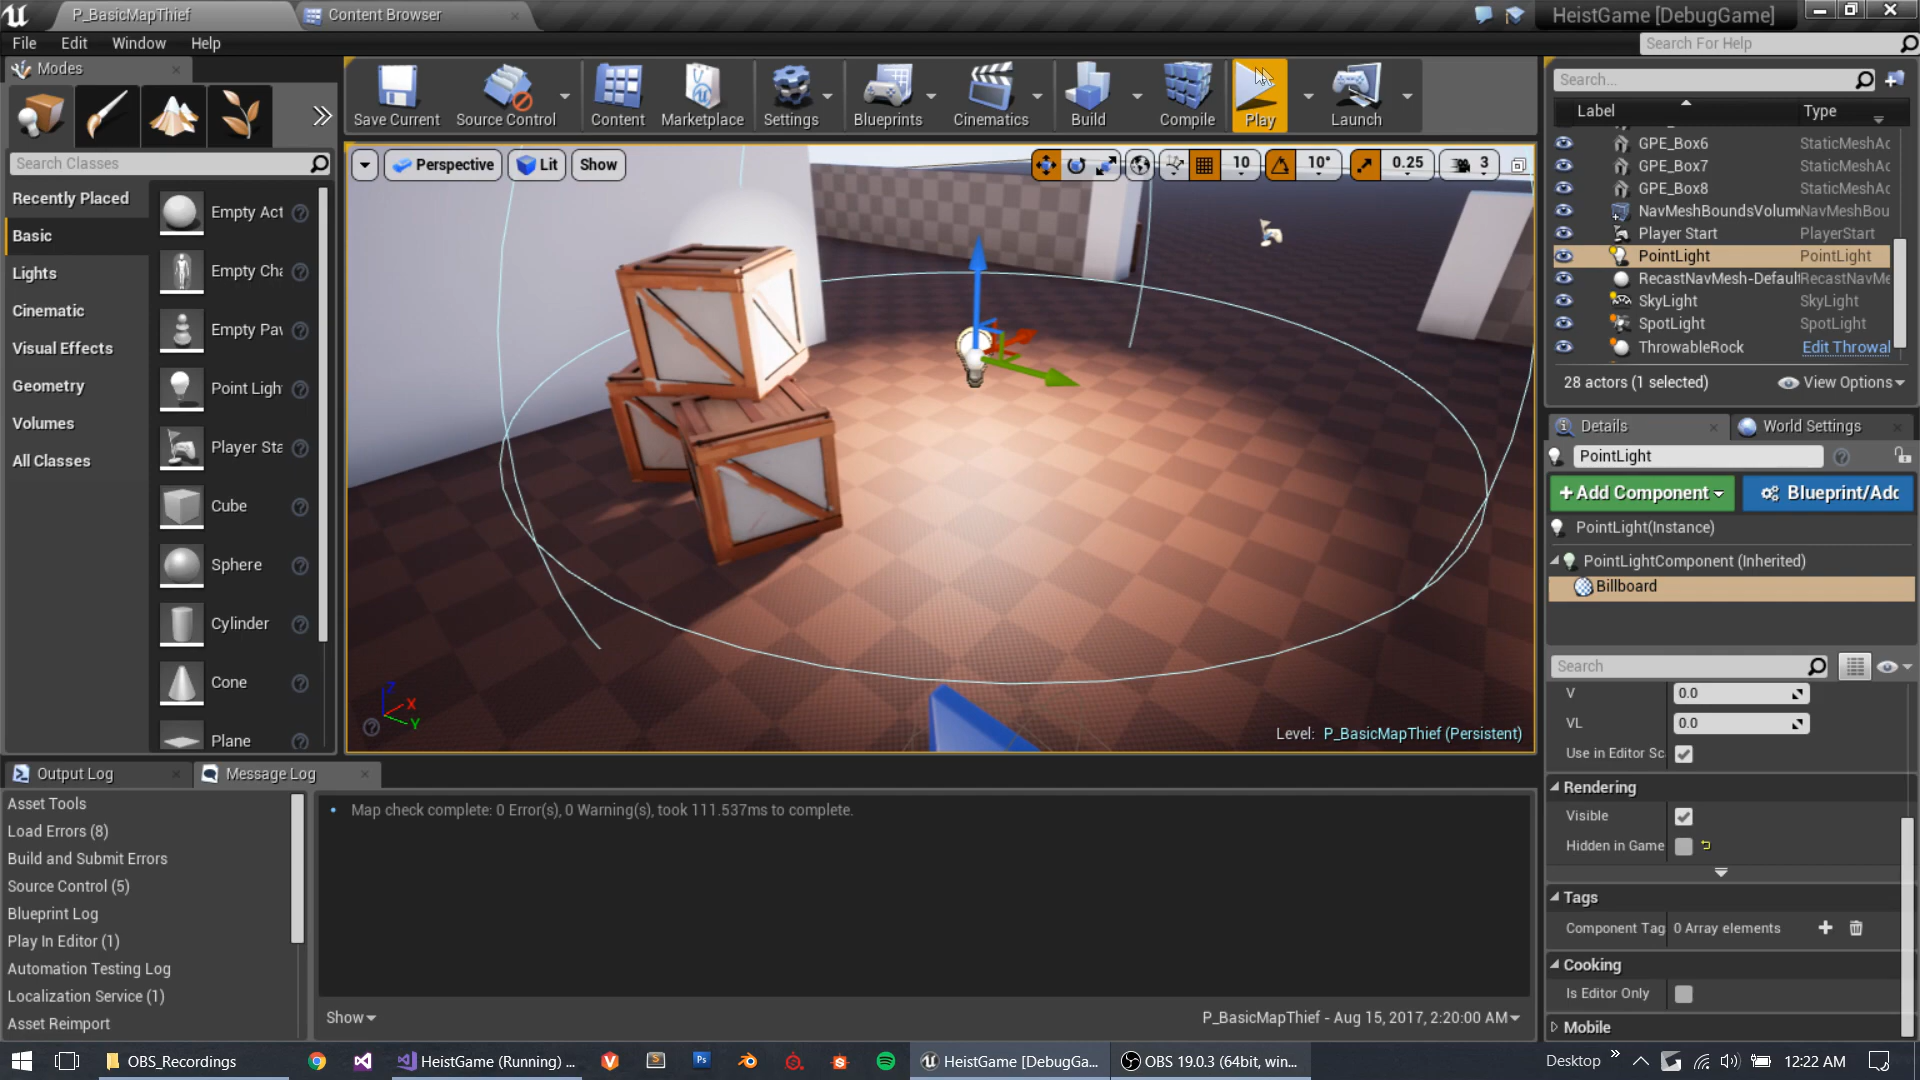 P_BasicMapThief
Content Browser
HeistGame [DebugGame]
File
Edit
Window
Help
Search For Help
Modes
Save Current
Source Control
Content
Marketplace
Settings
Blueprints
Cinematics
Build
Compile
Play
Launch
Search...
Label
Type
Search Classes
Recently Placed
Basic
Lights
Cinematic
Visual Effects
Geometry
Volumes
All Classes
Empty Act
Empty Cha
Empty Pav
Point Ligh
Player Sta
Cube
Sphere
Cylinder
Cone
Plane
Perspective
Lit
Show
10
10°
0.25
3
X
Y
Z
Level: P_BasicMapThief (Persistent)
GPE_Box6 StaticMeshAc
GPE_Box7 StaticMeshAc
GPE_Box8 StaticMeshAc
NavMeshBoundsVolum NavMeshBou
Player Start PlayerStart
PointLight PointLight
RecastNavMesh-Default RecastNavMe
SkyLight SkyLight
SpotLight SpotLight
ThrowableRock Edit Throwal
28 actors (1 selected)
View Options
Details
World Settings
PointLight
+Add Component
Blueprint/Add
PointLight(Instance)
PointLightComponent (Inherited)
Billboard
Search
V 0.0
VL 0.0
Use in Editor Sc
Rendering
Visible
Hidden in Game
Tags
Component Tag 0 Array elements
Cooking
Is Editor Only
Mobile
Output Log
Message Log
Asset Tools
Load Errors (8)
Build and Submit Errors
Source Control (5)
Blueprint Log
Play In Editor (1)
Automation Testing Log
Localization Service (1)
Asset Reimport
Map check complete: 0 Error(s), 0 Warning(s), took 111.537ms to complete.
Show
P_BasicMapThief - Aug 15, 2017, 2:20:00 AM
OBS_Recordings
HeistGame (Running) ...
Ps
HeistGame [DebugGa...
OBS 19.0.3 (64bit, win...
Desktop
12:22 AM